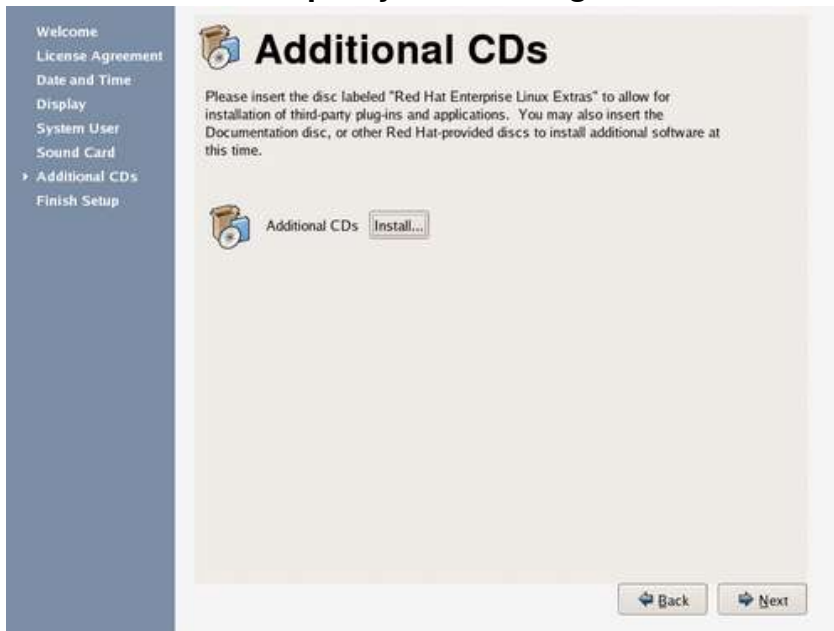 Welcome
License Agreement
Date and Time
Display
System User
Sound Card
Additional CDs
Finish Setup
Additional CDs
Please insert the disc labeled "Red Hat Enterprise Linux Extras" to allow for
installation of third-party plug-ins and applications. You may also insert the
Documentation disc, or other Red Hat-provided discs to install additional software at
this time.
Additional CDs Install...
Back Next